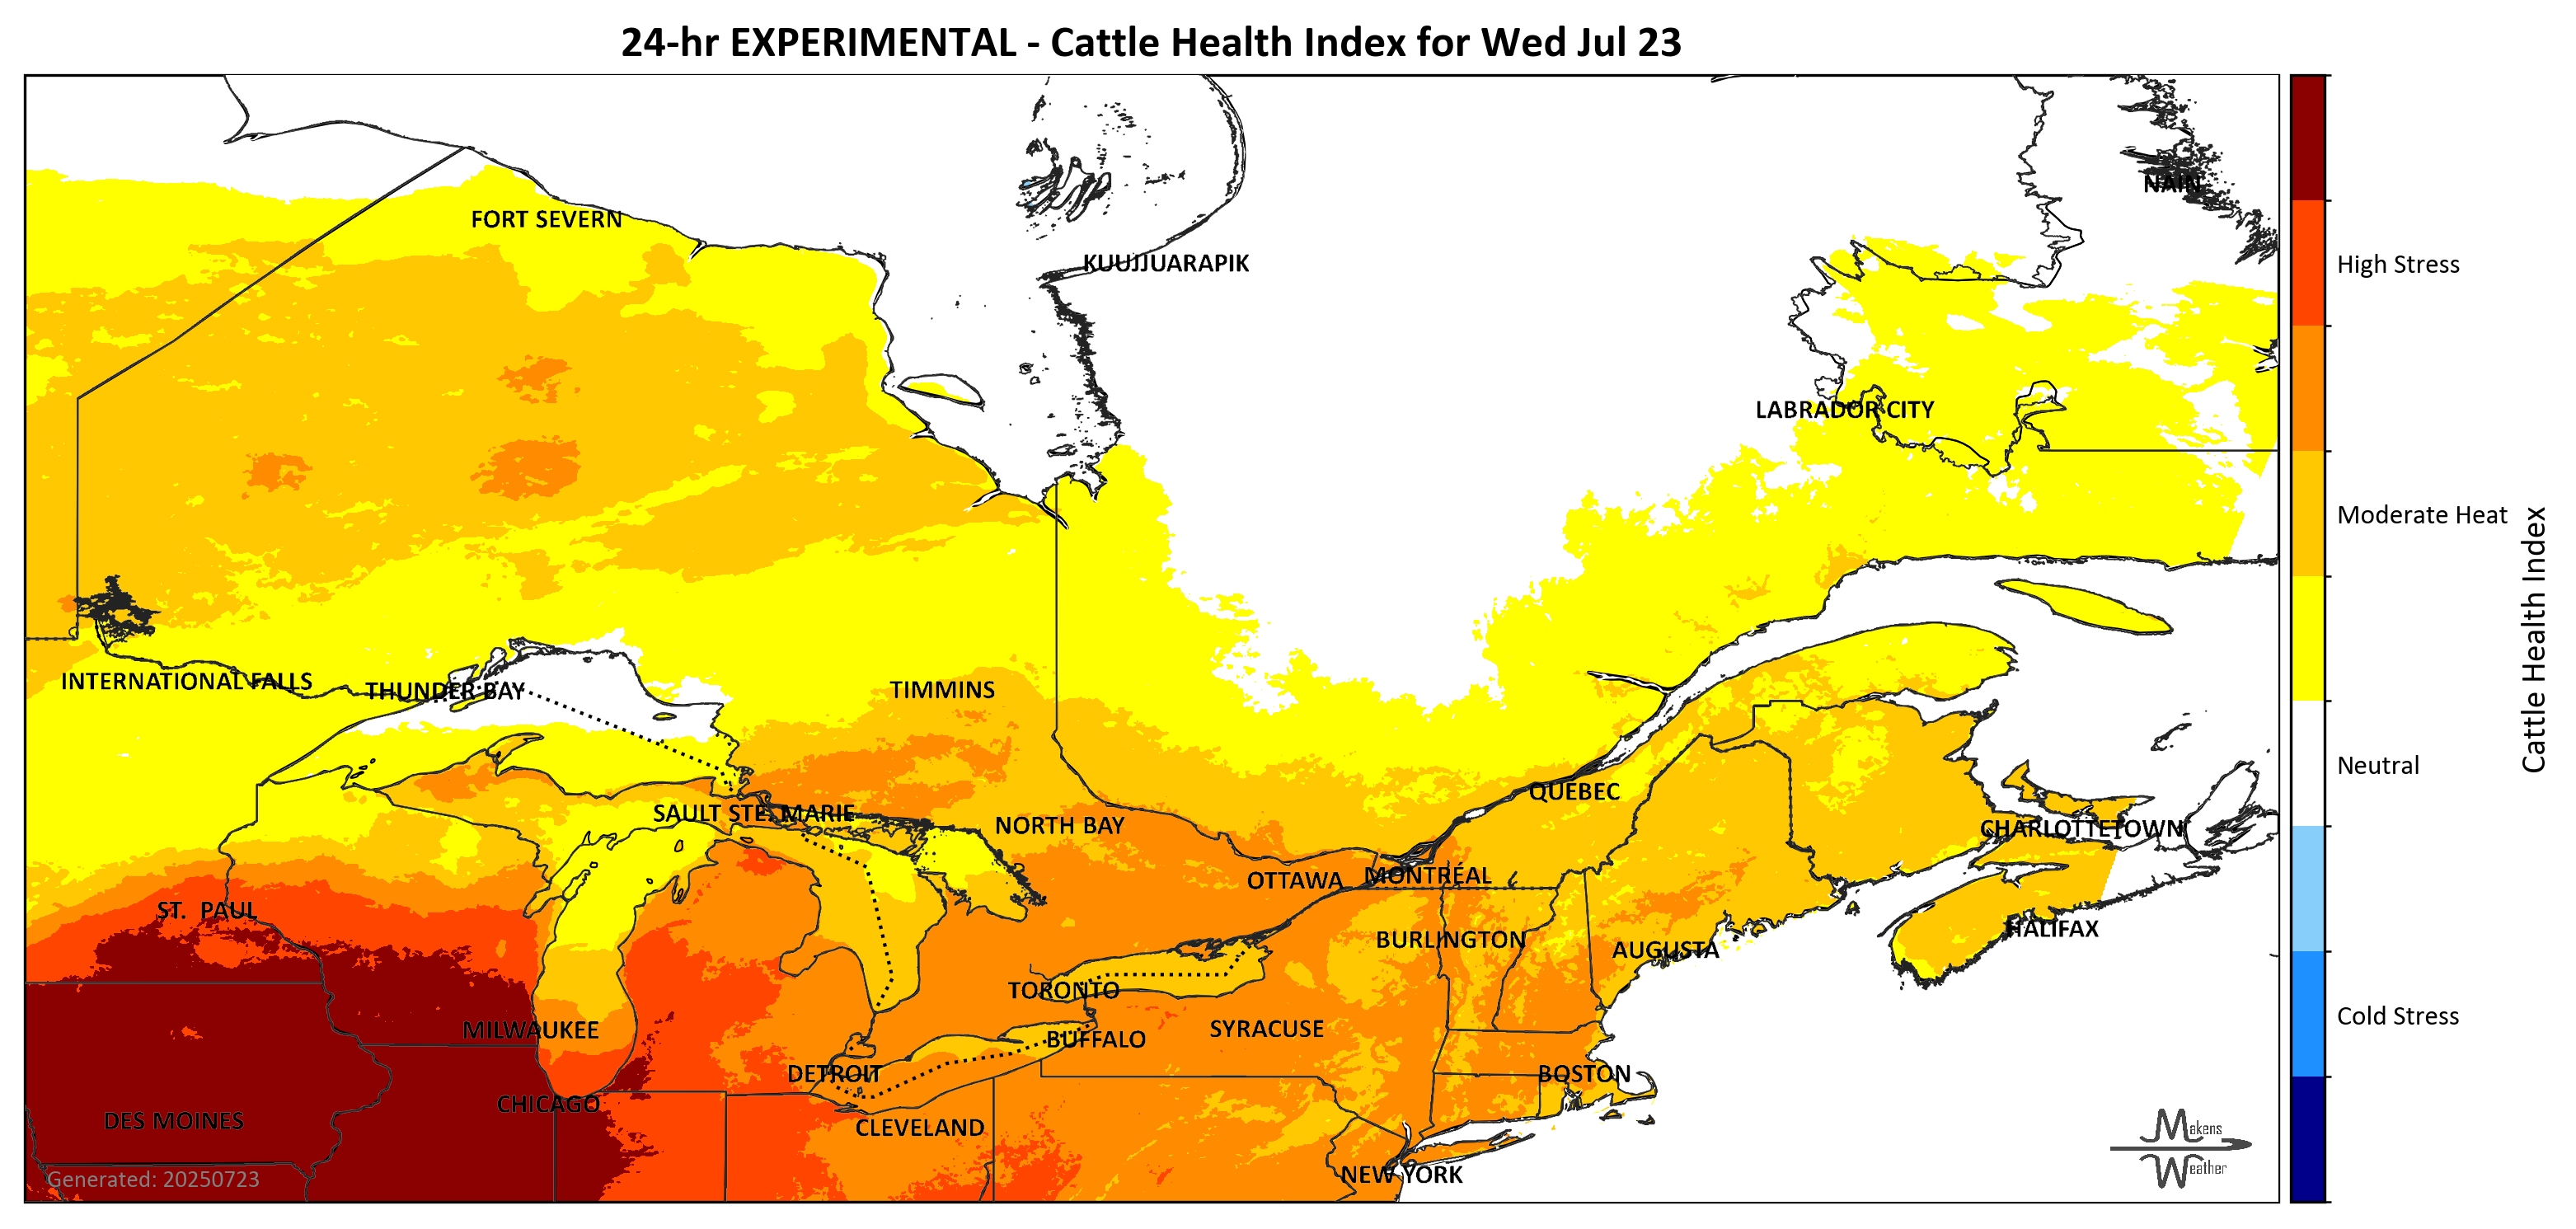 24-hr EXPERIMENTAL - Cattle Health Index for Wed Jul 23
NAIN
FORT SEVERN
KUUJJUARAPIK
High Stress
LABRADOR CITY
Moderate Heat
Cattle Health Index
INTERNATIONAL FALLS
THUNDER BAY
TIMMINS
Neutral
QUEBEC
SAULT STE. MARIE
NORTH BAY
CHARLOTTETOWN
OTTAWA
MONTRÉAL
ST. PAUL
HALIFAX
BURLINGTON
AUGUSTA
TORONTO
Cold Stress
MILWAUKEE
SYRACUSE
BUFFALO
DETROIT
BOSTON
CHICAGO
DES MOINES
CLEVELAND
Makens
Weather
NEW YORK
Generated: 20250723